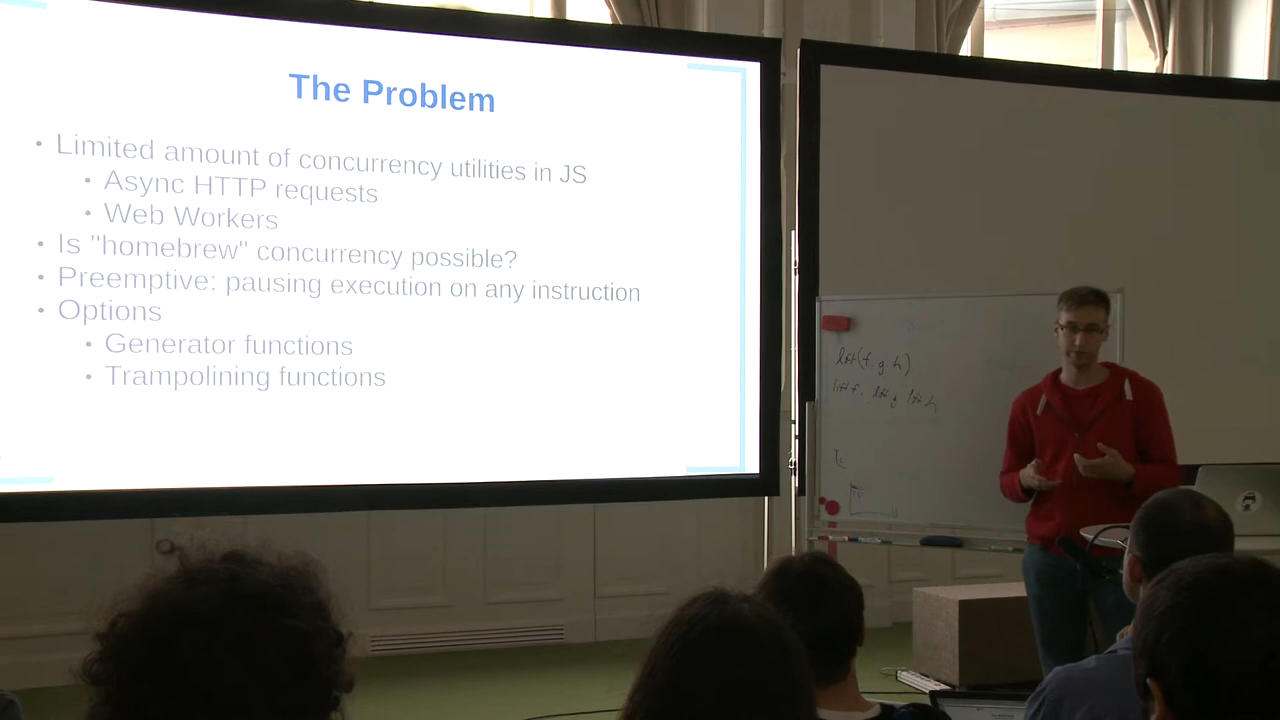 The Problem
• Limited amount of concurrency utilities in JS
• Async HTTP requests
• Web Workers
• Is "homebrew" concurrency possible?
• Preemptive: pausing execution on any instruction
• Options
• Generator functions
• Trampolining functions